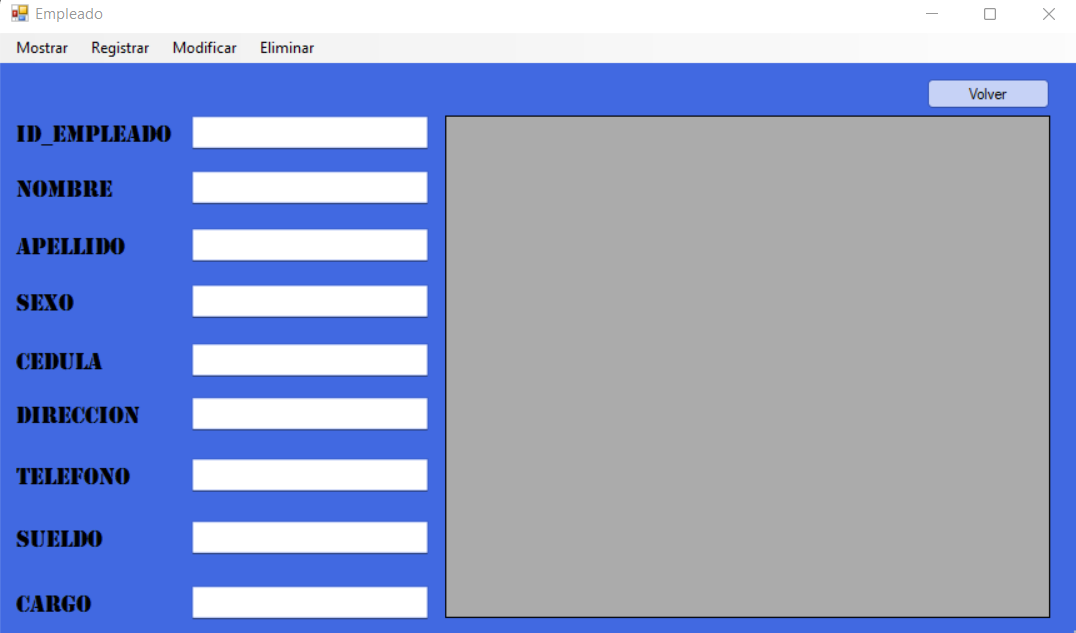 Empleado
Mostrar Registrar Modificar Eliminar
Volver
ID_EMPLEADO
NOMBRE
APELLIDO
SEXO
CEDULA
DIRECCION
TELEFONO
SUELDO
CARGO